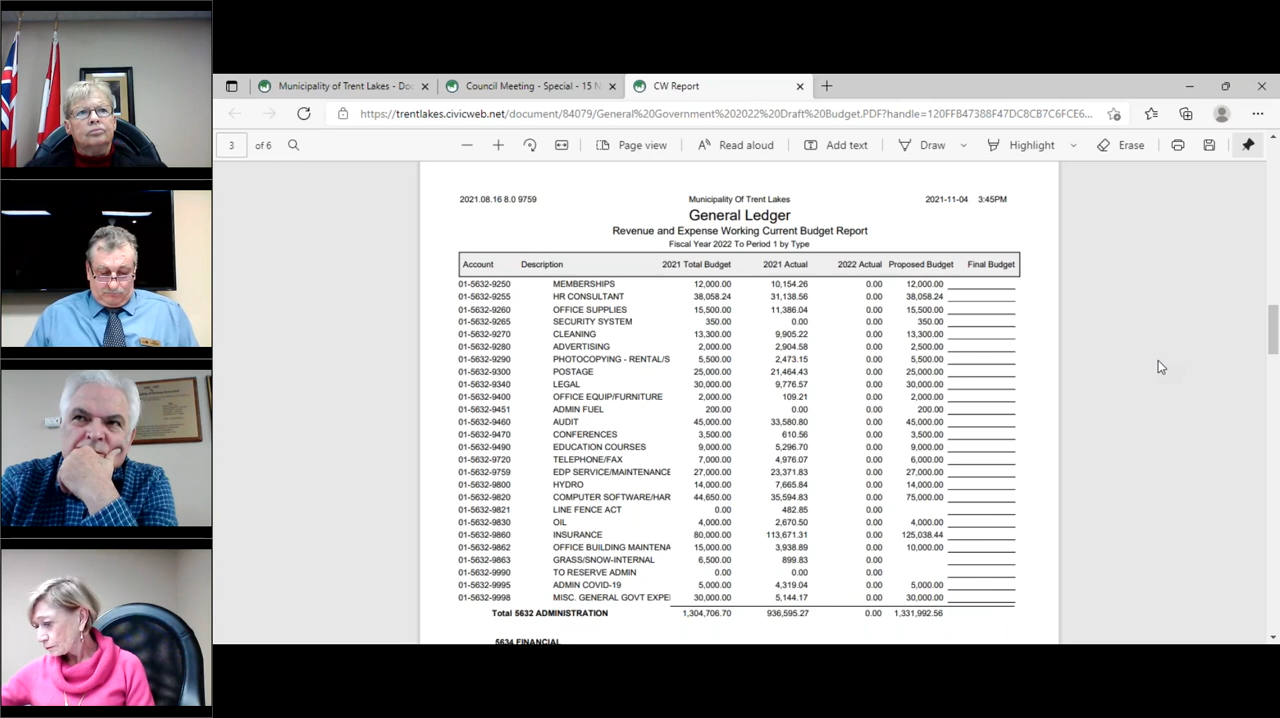 Municipality of Trent Lakes - Doc
Council Meeting - Special - 15 N
CW Report
https://trentlakes.civicweb.net/document/84079/General%20Government%202022%20Draft%20Budget.PDF?handle=120FFB47388F47DC8CB7C6FCE6...
3 of 6 Page view Read aloud Add text Draw Highlight Erase
2021.08.16 8.0 9759 Municipality Of Trent Lakes 2021-11-04 3:45PM
General Ledger
Revenue and Expense Working Current Budget Report
Fiscal Year 2022 To Period 1 by Type
Account Description 2021 Total Budget 2021 Actual 2022 Actual Proposed Budget Final Budget
01-5632-9250 MEMBERSHIPS 12,000.00 10,154.26 0.00 12,000.00
01-5632-9255 HR CONSULTANT 38,058.24 31,138.56 0.00 38,058.24
01-5632-9260 OFFICE SUPPLIES 15,500.00 11,386.04 0.00 15,500.00
01-5632-9265 SECURITY SYSTEM 350.00 0.00 0.00 350.00
01-5632-9270 CLEANING 13,300.00 9,905.22 0.00 13,300.00
01-5632-9280 ADVERTISING 2,000.00 2,904.58 0.00 2,500.00
01-5632-9290 PHOTOCOPYING - RENTAL/S 5,500.00 2,473.15 0.00 5,500.00
01-5632-9300 POSTAGE 25,000.00 21,464.43 0.00 25,000.00
01-5632-9340 LEGAL 30,000.00 9,776.57 0.00 30,000.00
01-5632-9400 OFFICE EQUIP/FURNITURE 2,000.00 109.21 0.00 2,000.00
01-5632-9451 ADMIN FUEL 200.00 0.00 0.00 200.00
01-5632-9460 AUDIT 45,000.00 33,580.80 0.00 45,000.00
01-5632-9470 CONFERENCES 3,500.00 610.56 0.00 3,500.00
01-5632-9490 EDUCATION COURSES 9,000.00 5,296.70 0.00 9,000.00
01-5632-9720 TELEPHONE/FAX 7,000.00 4,976.07 0.00 6,000.00
01-5632-9759 EDP SERVICE/MAINTENANCE 27,000.00 23,371.83 0.00 27,000.00
01-5632-9800 HYDRO 14,000.00 7,665.84 0.00 14,000.00
01-5632-9820 COMPUTER SOFTWARE/HAR 44,650.00 35,594.83 0.00 75,000.00
01-5632-9821 LINE FENCE ACT 0.00 482.85 0.00
01-5632-9830 OIL 4,000.00 2,670.50 0.00 4,000.00
01-5632-9860 INSURANCE 80,000.00 113,671.31 0.00 125,038.44
01-5632-9862 OFFICE BUILDING MAINTENA 15,000.00 3,938.89 0.00 10,000.00
01-5632-9863 GRASS/SNOW-INTERNAL 6,500.00 899.83 0.00
01-5632-9990 TO RESERVE ADMIN 0.00 0.00 0.00
01-5632-9995 ADMIN COVID-19 5,000.00 4,319.04 0.00 5,000.00
01-5632-9998 MISC. GENERAL GOVT EXPE 30,000.00 5,144.17 0.00 30,000.00
Total 5632 ADMINISTRATION 1,304,706.70 936,595.27 0.00 1,331,992.56
5634 FINANCIAL